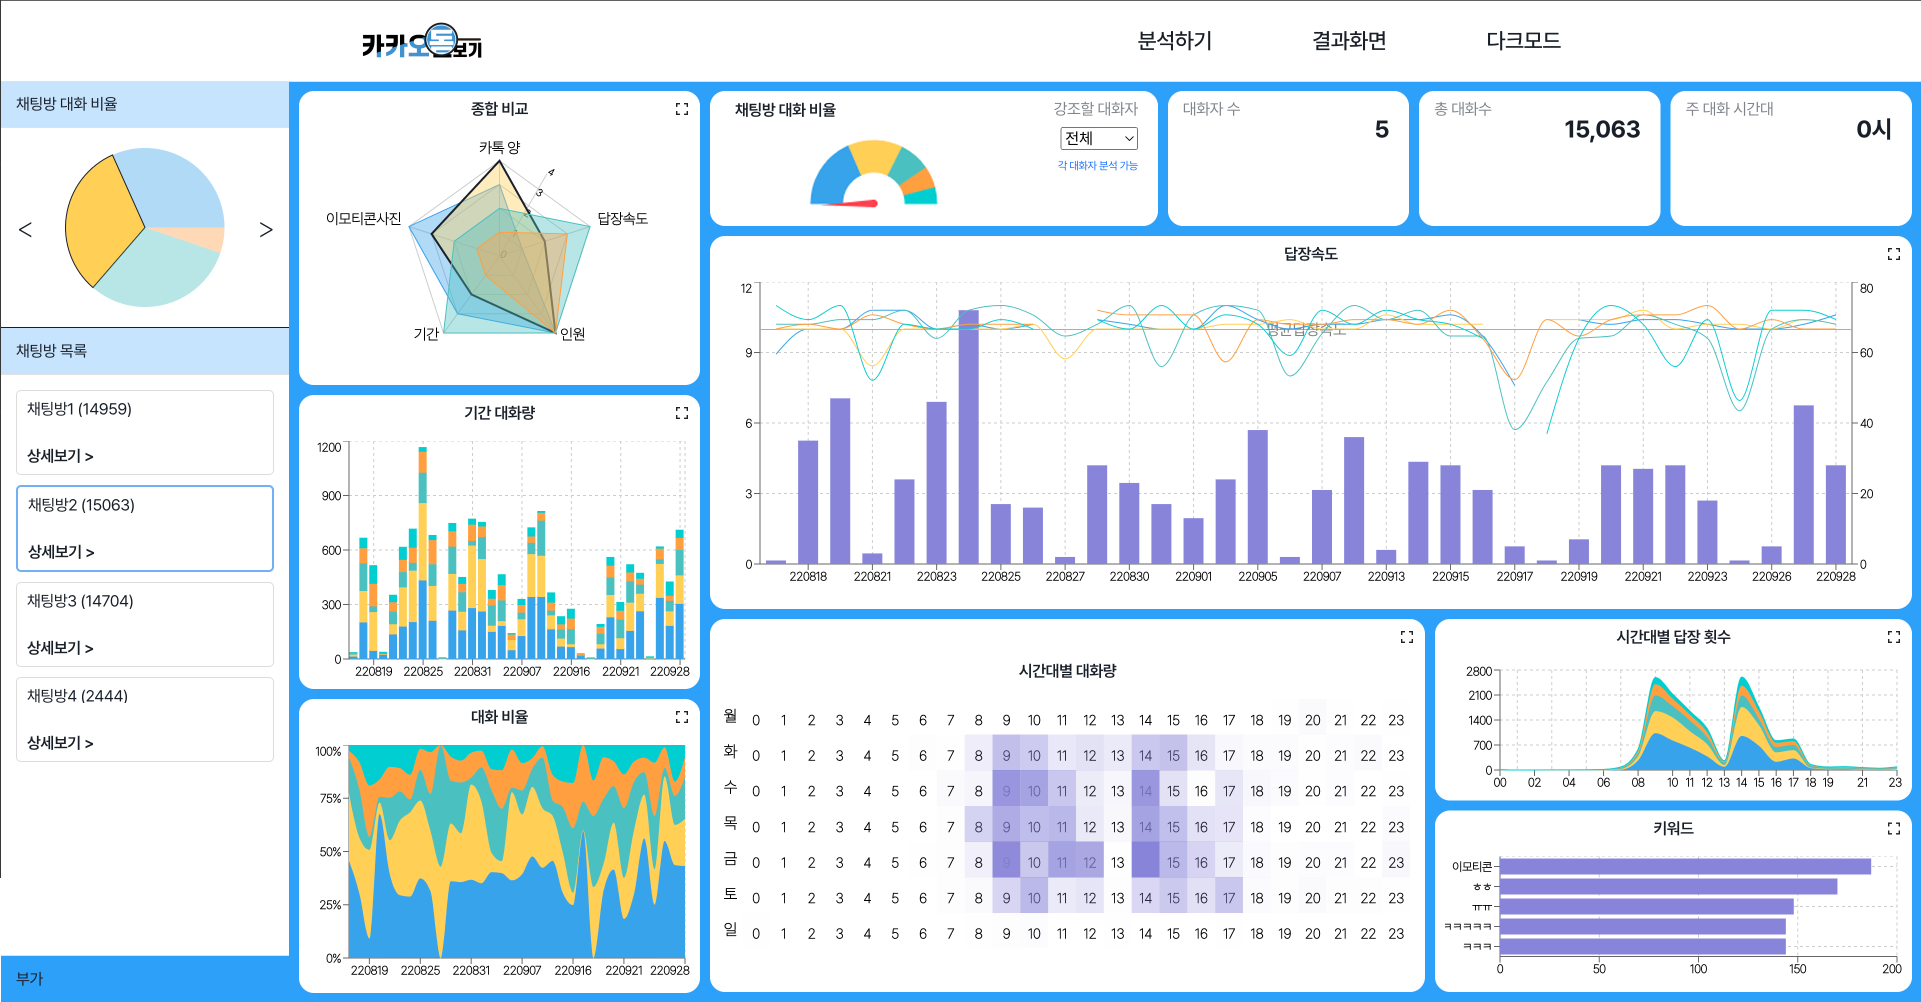 카카오톡 돋보기
분석하기 결과화면 다크모드
채팅방 대화 비율
< >
채팅방 목록
채팅방1 (14959)
상세보기 >
채팅방2 (15063)
상세보기 >
채팅방3 (14704)
상세보기 >
채팅방4 (2444)
상세보기 >
부가
종합 비교
카톡 양
답장속도
인원
기간
이모티콘사진
4
3
0
기간 대화량
1200
900
600
300
0
220819 220825 220831 220907 220916 220921 220928
대화 비율
100%
75%
50%
25%
0%
220819 220825 220831 220907 220916 220921 220928
채팅방 대화 비율
강조할 대화자
전체
각 대화자 분석 가능
대화자 수
5
총 대화수
15,063
주 대화 시간대
0시
답장속도
평균답장속도
12
9
6
3
0
80
60
40
20
0
220818 220821 220823 220825 220827 220830 220901 220905 220907 220913 220915 220917 220919 220921 220923 220926 220928
시간대별 대화량
월 0 1 2 3 4 5 6 7 8 9 10 11 12 13 14 15 16 17 18 19 20 21 22 23
화 0 1 2 3 4 5 6 7 8 9 10 11 12 13 14 15 16 17 18 19 20 21 22 23
수 0 1 2 3 4 5 6 7 8 9 10 11 12 13 14 15 16 17 18 19 20 21 22 23
목 0 1 2 3 4 5 6 7 8 9 10 11 12 13 14 15 16 17 18 19 20 21 22 23
금 0 1 2 3 4 5 6 7 8 9 10 11 12 13 15 16 17 18 19 20 21 22 23
토 0 1 2 3 4 5 6 7 8 9 10 11 12 13 14 15 16 17 18 19 20 21 22 23
일 0 1 2 3 4 5 6 7 8 9 10 11 12 13 14 15 16 17 18 19 20 21 22 23
시간대별 답장 횟수
2800
2100
1400
700
0
00 02 04 06 08 10 11 12 13 14 15 16 17 18 19 21 23
키워드
이모티콘
ㅎㅎ
ㅠㅠ
ㅋㅋㅋㅋㅋ
ㅋㅋㅋ
0 50 100 150 200